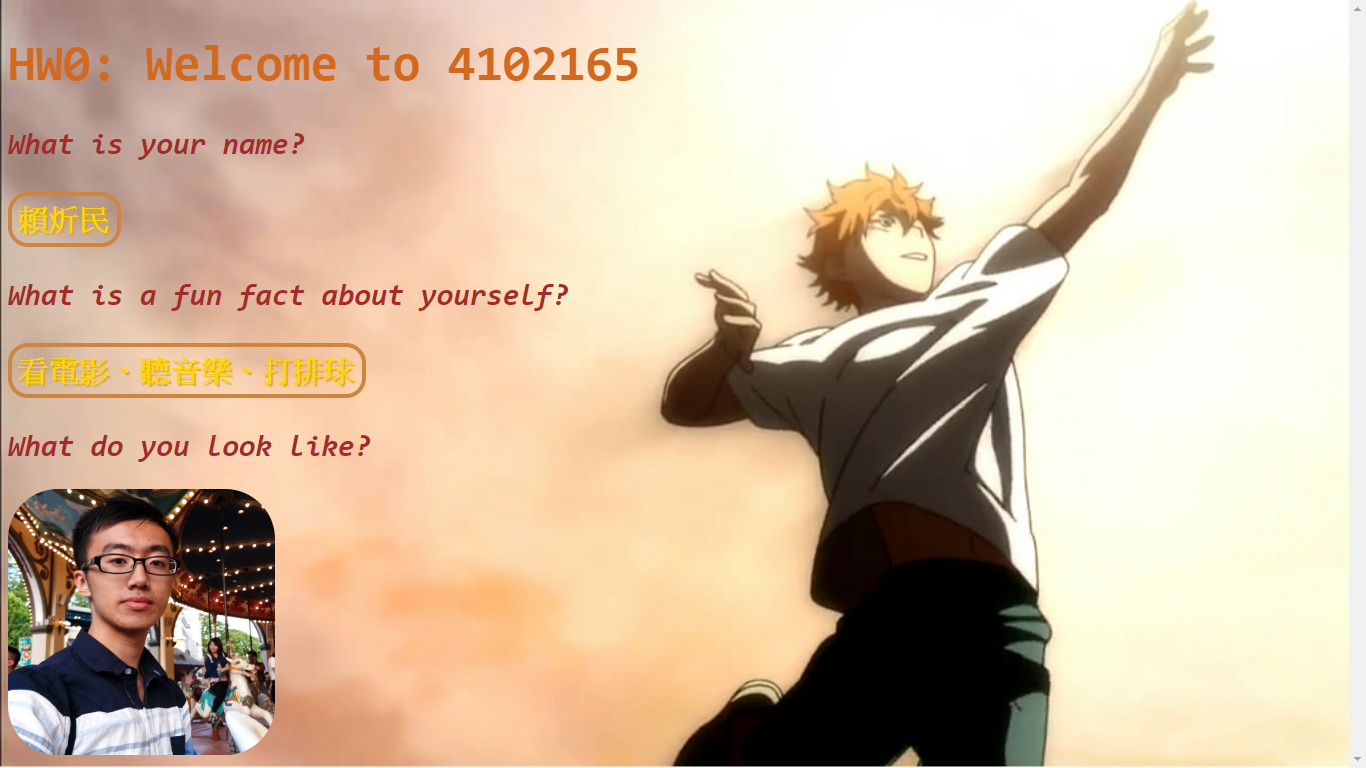 HW0: Welcome to 4102165
What is your name?
賴炘民
What is a fun fact about yourself?
看電影、聽音樂、打排球
What do you look like?